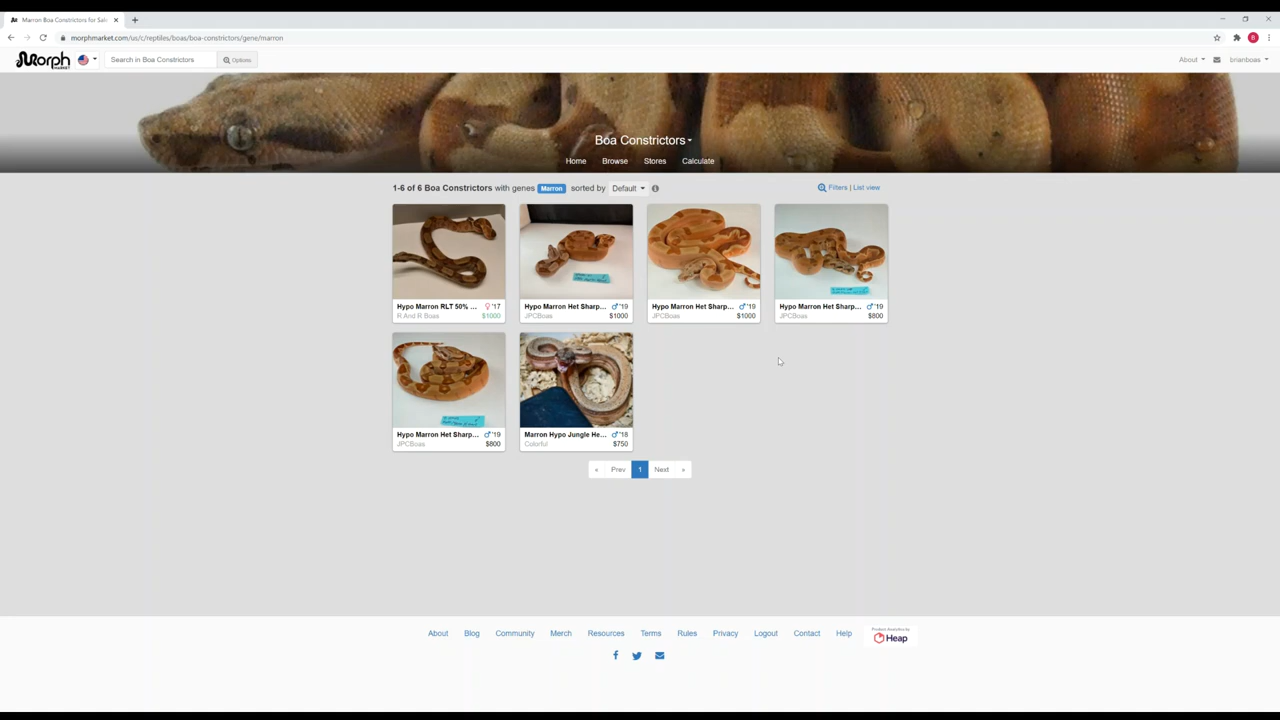 Marron Boa Constrictors for Sal
morphmarket.com/us/c/reptiles/boas/boa-constrictors/gene/marron
B
Morph
MARKET
Search in Boa Constrictors
Options
About
brianboas
Boa Constrictors
Home Browse Stores Calculate
1-6 of 6 Boa Constrictors with genes Marron sorted by Default
Filters | List view
Hypo Marron RLT 50% ... ♀ '17
R And R Boas $1000
Hypo Marron Het Sharp... ♂ '19
JPCBoas $1000
Hypo Marron Het Sharp... ♂ '19
JPCBoas $1000
Hypo Marron Het Sharp... ♂ '19
JPCBoas $800
Hypo Marron Het Sharp... ♂ '19
JPCBoas $800
Marron Hypo Jungle He... ♂ '18
Colorful $750
« Prev 1 Next »
About Blog Community Merch Resources Terms Rules Privacy Logout Contact Help
Product Analytics by
Heap